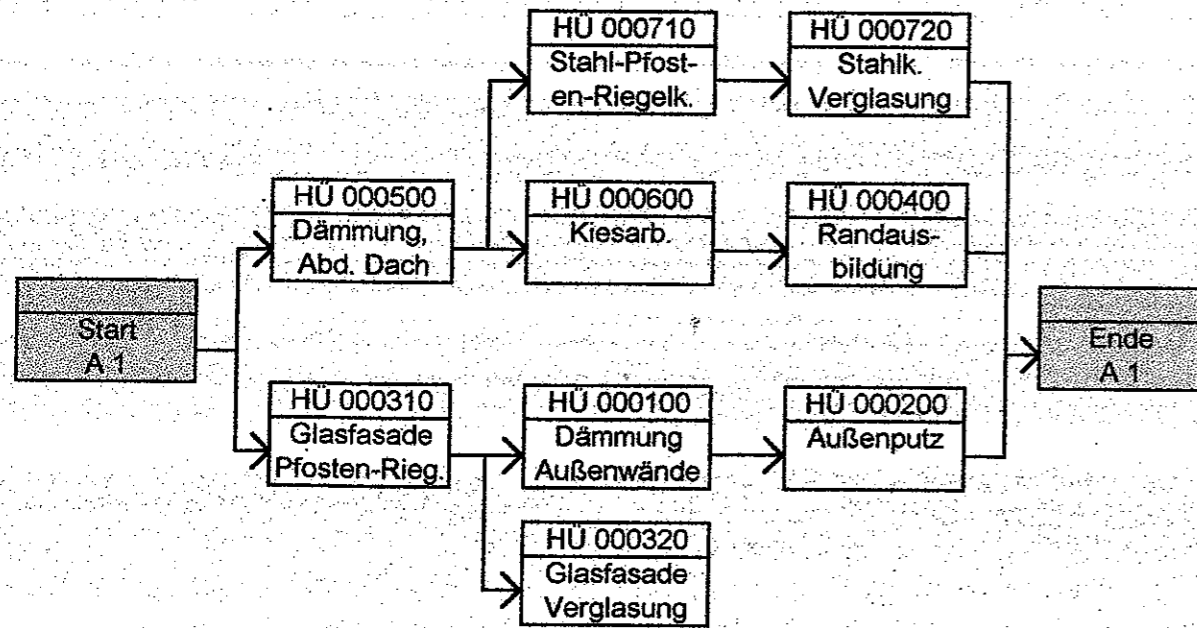 HÜ 000710
Stahl-Pfost-
en-Riegelk.
HÜ 000720
Stahlk.
Verglasung
HÜ 000500
Dämmung,
Abd. Dach
HÜ 000600
Kiesarb.
HÜ 000400
Randaus-
bildung
Start
A 1
Ende
A 1
HÜ 000310
Glasfasade
Pfosten-Rieg.
HÜ 000100
Dämmung
Außenwände
HÜ 000200
Außenputz
HÜ 000320
Glasfasade
Verglasung